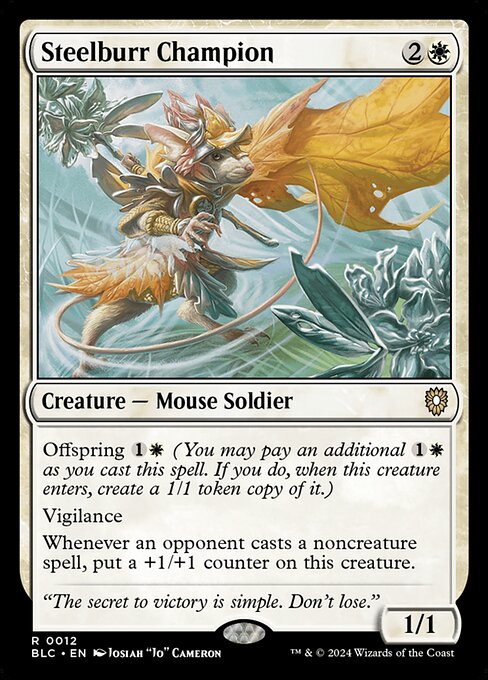 Steelburr Champion 2
Creature — Mouse Soldier
Offspring 1 (You may pay an additional 1
as you cast this spell. If you do, when this creature
enters, create a 1/1 token copy of it.)
Vigilance
Whenever an opponent casts a noncreature
spell, put a +1/+1 counter on this creature.
“The secret to victory is simple. Don’t lose.”
1/1
R 0012
BLC • EN Josiah “Jo” Cameron
™ & © 2024 Wizards of the Coast